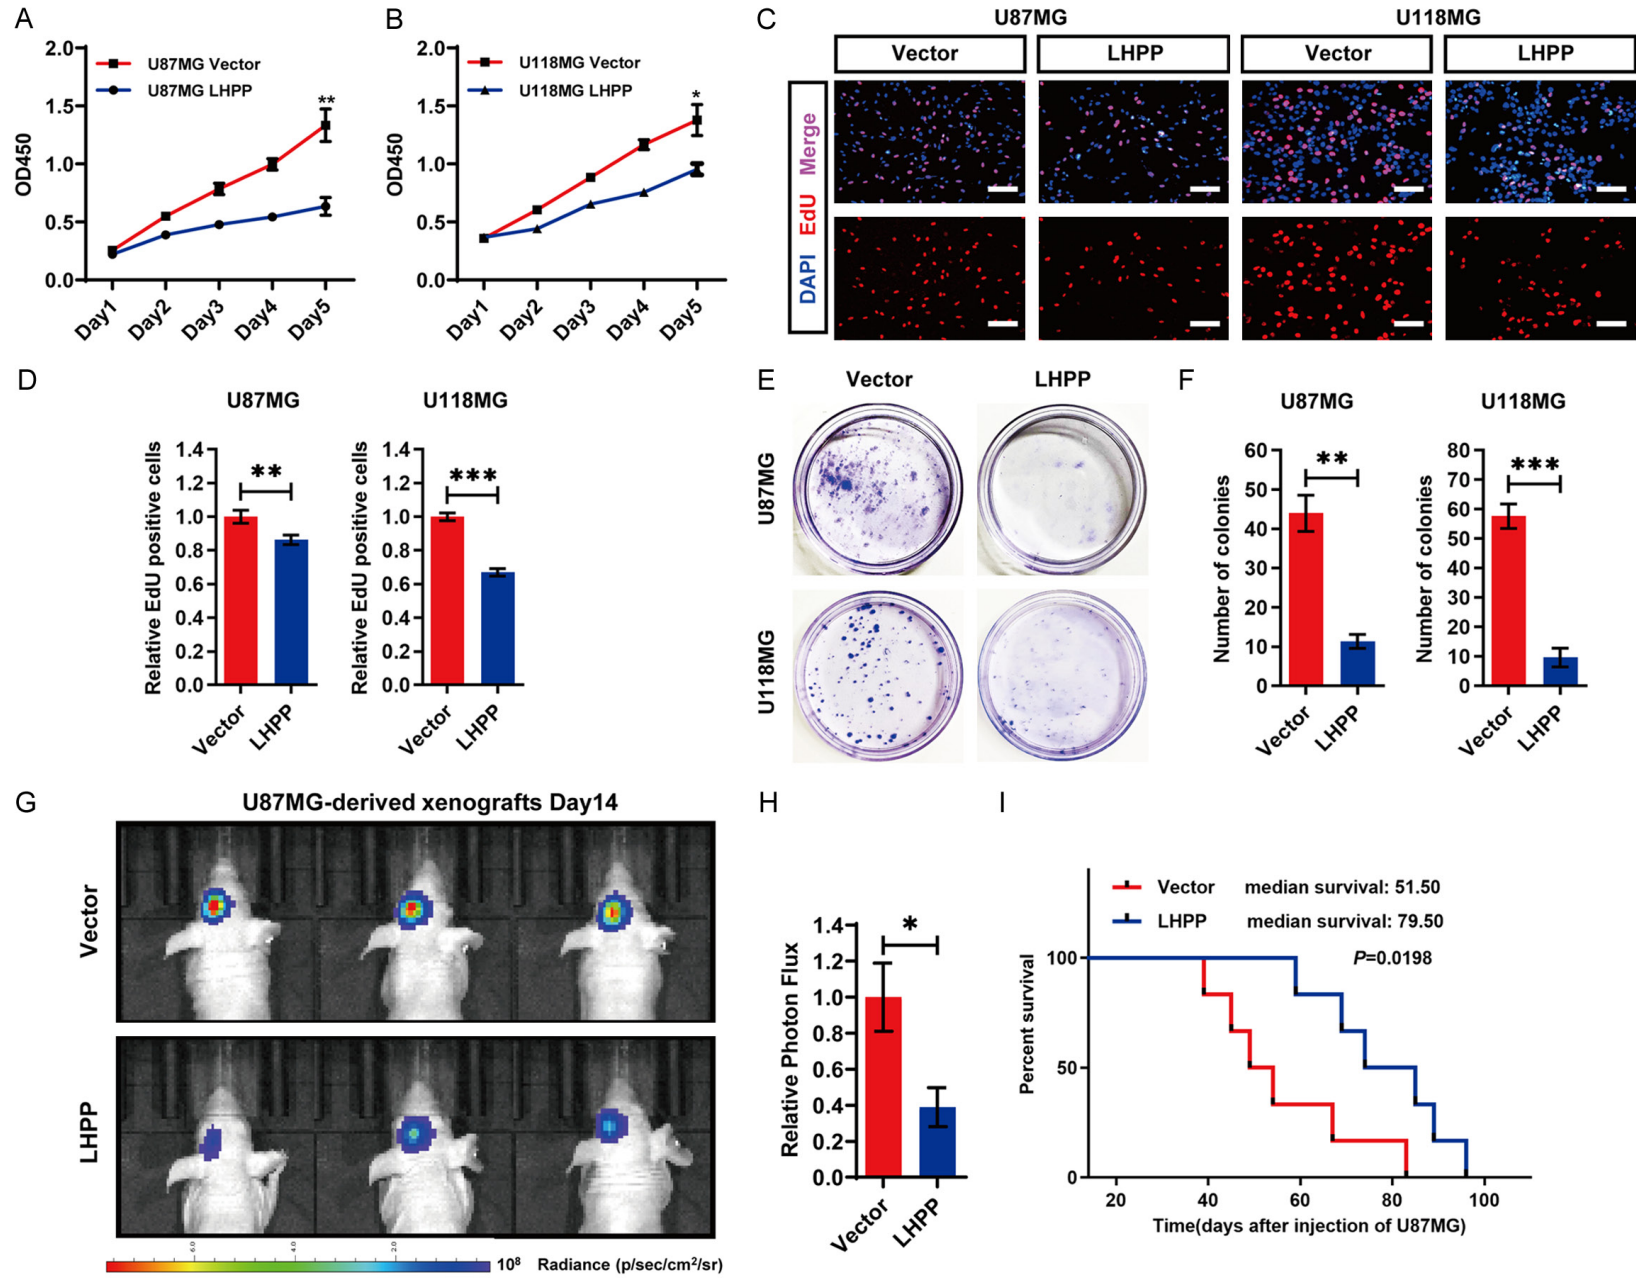 A
2.0
1.5
1.0
0.5
0.0
OD450
U87MG Vector
U87MG LHPP
**
Day1 Day2 Day3 Day4 Day5
B
2.0
1.5
1.0
0.5
0.0
OD450
U118MG Vector
U118MG LHPP
*
Day1 Day2 Day3 Day4 Day5
C
U87MG U118MG
Vector LHPP Vector LHPP
DAPI EdU Merge
D
U87MG
Relative EdU positive cells
1.4
1.2
1.0
0.8
0.6
0.4
0.2
0.0
**
Vector LHPP
U118MG
Relative EdU positive cells
1.4
1.2
1.0
0.8
0.6
0.4
0.2
0.0
***
Vector LHPP
E
Vector LHPP
U87MG
U118MG
F
U87MG
Number of colonies
60
50
40
30
20
10
0
**
Vector LHPP
U118MG
Number of colonies
80
70
60
50
40
30
20
10
0
***
Vector LHPP
G
U87MG-derived xenografts Day14
Vector
LHPP
6.0 4.0 2.0
10⁸ Radiance (p/sec/cm²/sr)
H
Relative Photon Flux
1.4
1.2
1.0
0.8
0.6
0.4
0.2
0.0
*
Vector LHPP
I
Vector median survival: 51.50
LHPP median survival: 79.50
P=0.0198
Percent survival
100
50
0
20 40 60 80 100
Time(days after injection of U87MG)